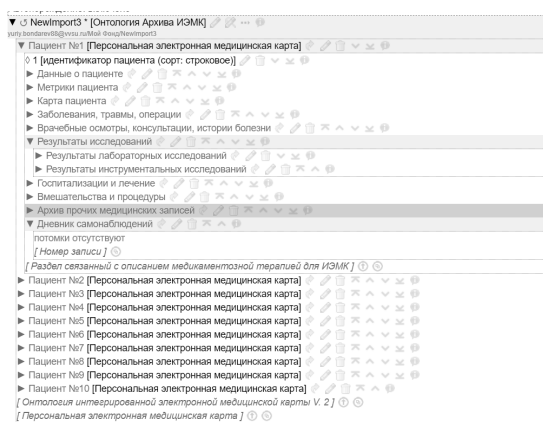 NewImport3 * [Онтология Архива ИЭМК]
yuriy.bondarev88@vvsu.ru/Мой Фонд/NewImport3
Пациент №1 [Персональная электронная медицинская карта]
1 [идентификатор пациента (сорт: строковое)]
Данные о пациенте
Метрики пациента
Карта пациента
Заболевания, травмы, операции
Врачебные осмотры, консультации, истории болезни
Результаты исследований
Результаты лабораторных исследований
Результаты инструментальных исследований
Госпитализации и лечение
Вмешательства и процедуры
Архив прочих медицинских записей
Дневник самонаблюдений
потомки отсутствуют
[ Номер записи ]
[ Раздел связанный с описанием медикаментозной терапией для ИЭМК ]
Пациент №2 [Персональная электронная медицинская карта]
Пациент №3 [Персональная электронная медицинская карта]
Пациент №4 [Персональная электронная медицинская карта]
Пациент №5 [Персональная электронная медицинская карта]
Пациент №6 [Персональная электронная медицинская карта]
Пациент №7 [Персональная электронная медицинская карта]
Пациент №8 [Персональная электронная медицинская карта]
Пациент №9 [Персональная электронная медицинская карта]
Пациент №10 [Персональная электронная медицинская карта]
[ Онтология интегрированной электронной медицинской карты V. 2 ]
[ Персональная электронная медицинская карта ]